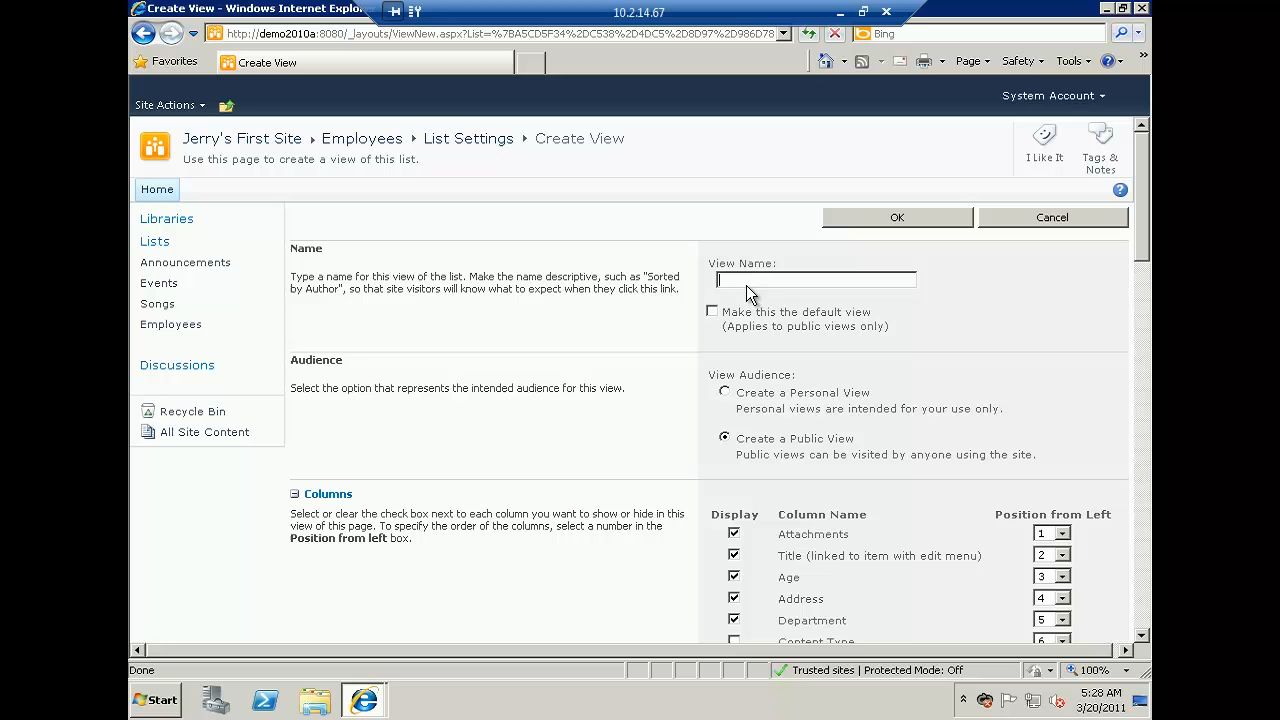 Create View - Windows Internet Explor
10.2.14.67
http://demo2010a:8080/_layouts/ViewNew.aspx?List=%7BA5CD5F34%2DC538%2D4DC5%2D8D97%2D986D78
Bing
Favorites
Create View
Page
Safety
Tools
Site Actions
System Account
Jerry's First Site
Employees
List Settings
Create View
Use this page to create a view of this list.
I Like It
Tags &
Notes
Home
Libraries
Lists
Announcements
Events
Songs
Employees
Discussions
Recycle Bin
All Site Content
OK
Cancel
Name
Type a name for this view of the list. Make the name descriptive, such as "Sorted
by Author", so that site visitors will know what to expect when they click this link.
View Name:
Make this the default view
(Applies to public views only)
Audience
Select the option that represents the intended audience for this view.
View Audience:
Create a Personal View
Personal views are intended for your use only.
Create a Public View
Public views can be visited by anyone using the site.
Columns
Select or clear the check box next to each column you want to show or hide in this
view of this page. To specify the order of the columns, select a number in the
Position from left box.
Display
Column Name
Position from Left
Attachments
1
Title (linked to item with edit menu)
2
Age
3
Address
4
Department
5
Content Type
6
Done
Trusted sites | Protected Mode: Off
100%
Start
5:28 AM
3/20/2011